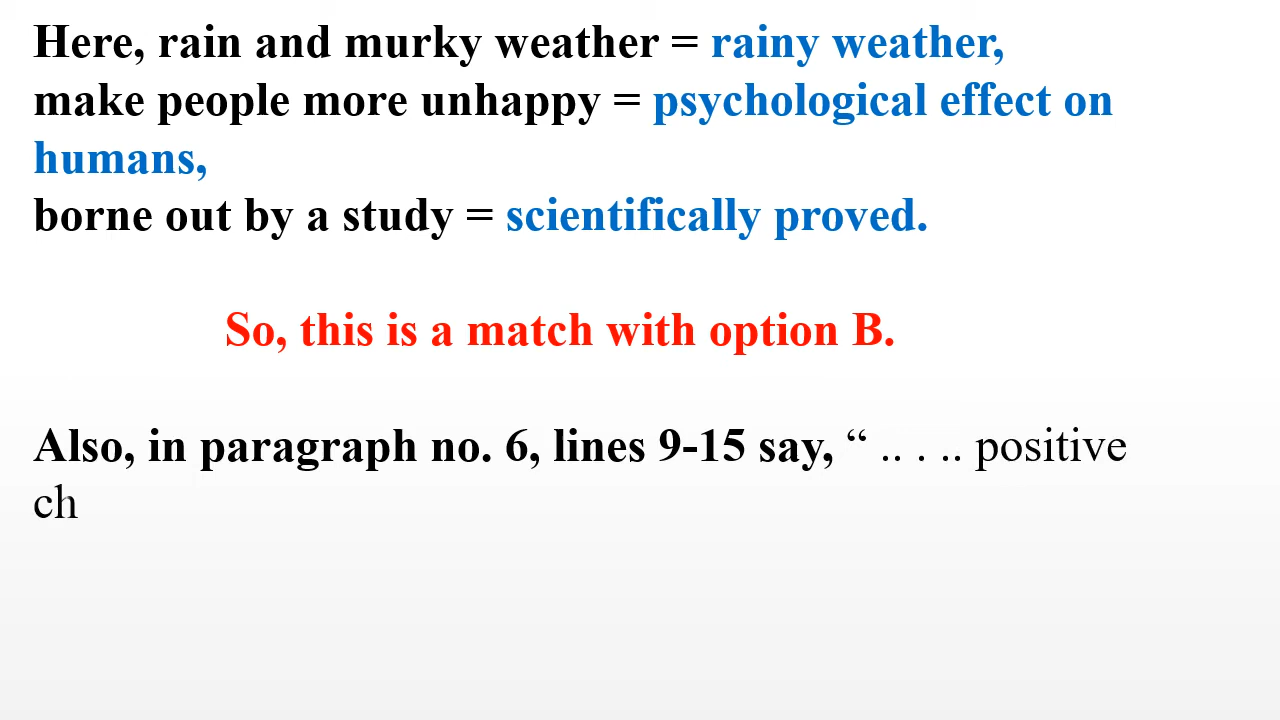 Here, rain and murky weather = rainy weather,
make people more unhappy = psychological effect on
humans,
borne out by a study = scientifically proved.
So, this is a match with option B.
Also, in paragraph no. 6, lines 9-15 say, “ .. . .. positive
ch